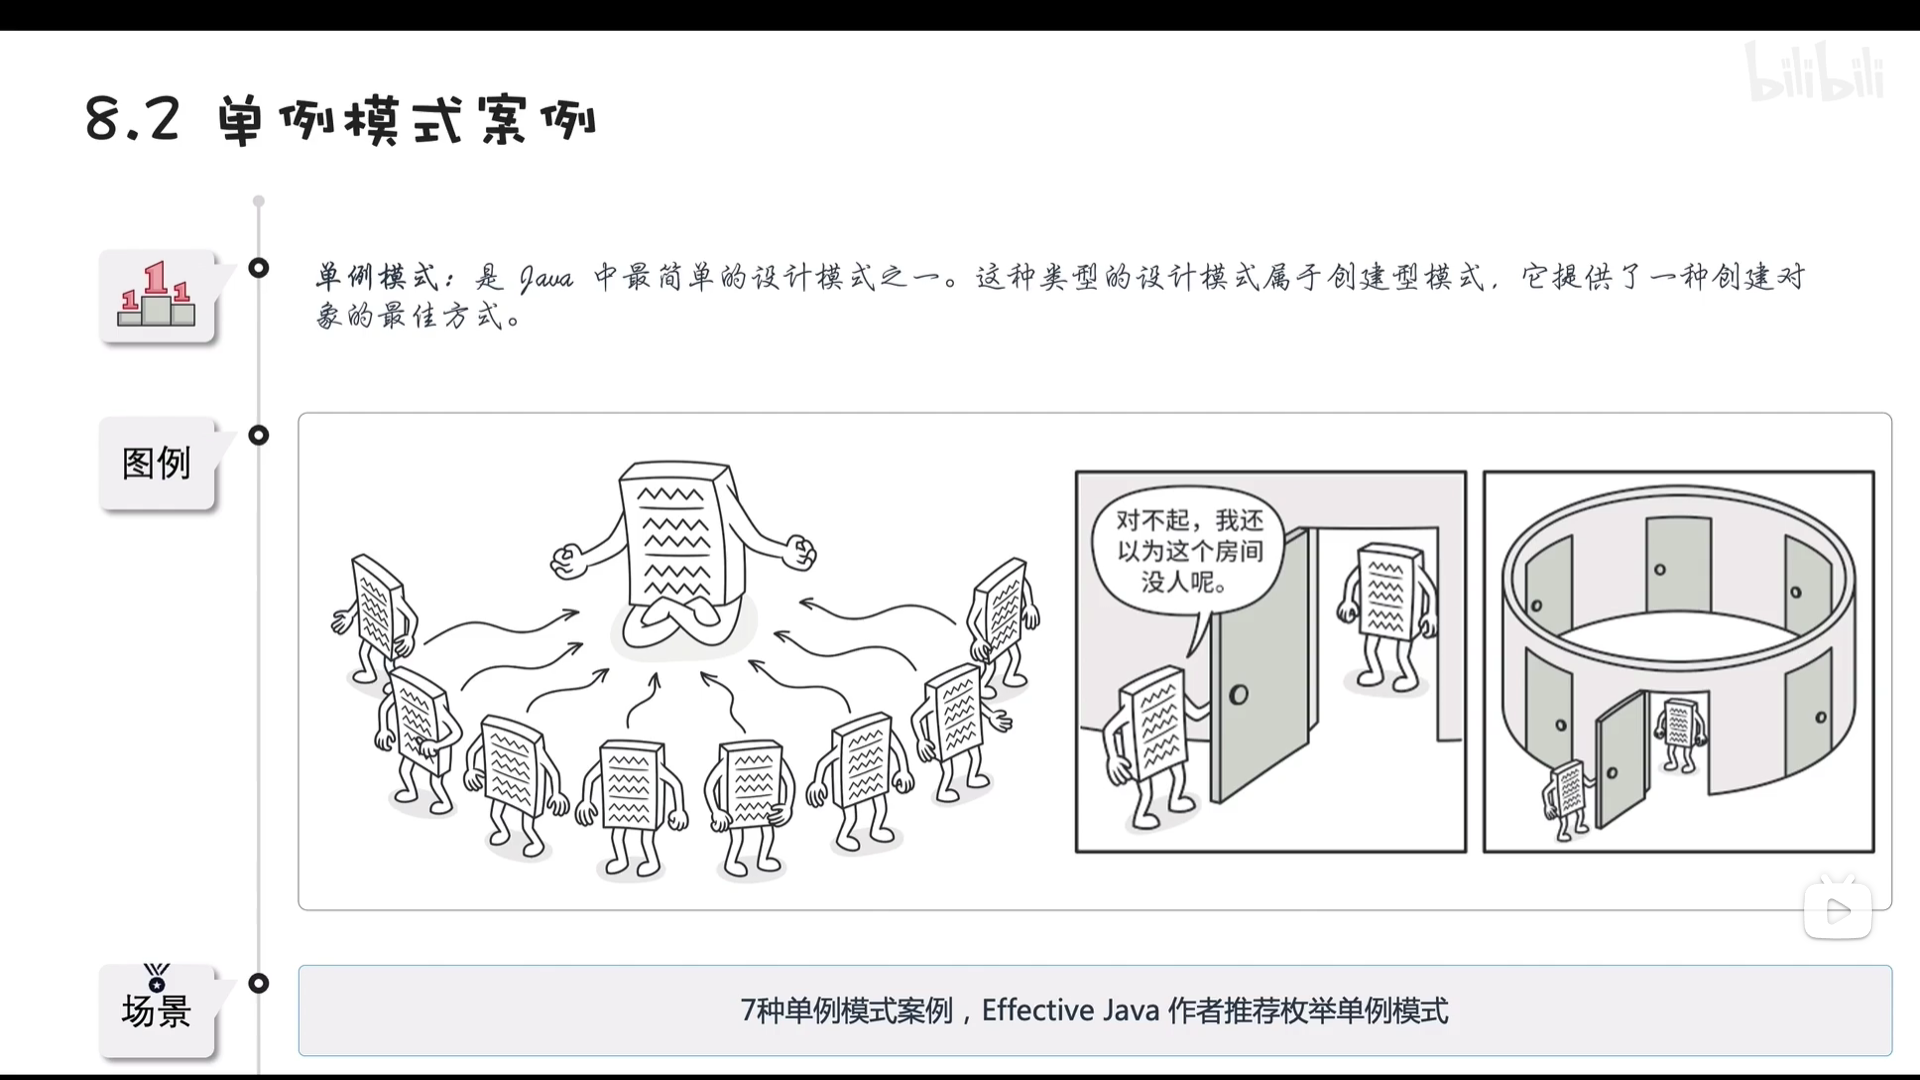 bilibili
8.2 单例模式案例
1 1 1
单例模式：是 Java 中最简单的设计模式之一。这种类型的设计模式属于创建型模式，它提供了一种创建对
象的最佳方式。
图例
对不起，我还
以为这个房间
没人呢。
场景
7种单例模式案例，Effective Java 作者推荐枚举单例模式